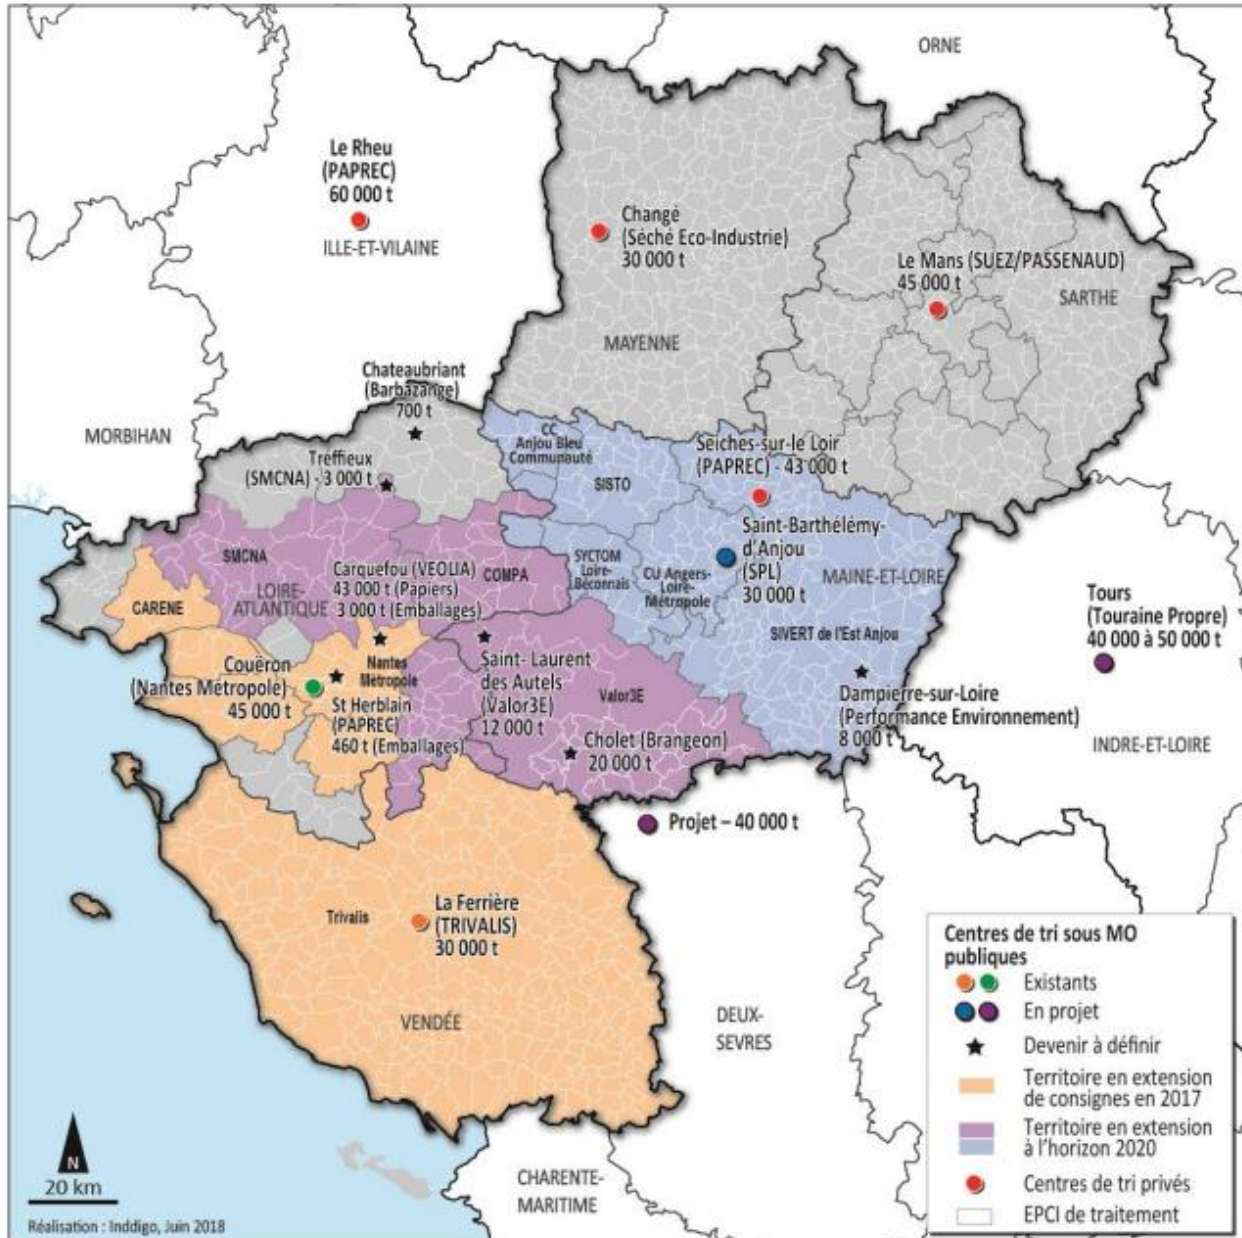 ORNE
Le Rheu
(PAPREC)
60 000 t
ILLE-ET-VILAINE
Changé
(Séché Eco-Industrie)
30 000 t
Le Mans (SUEZ/PASSENAUD)
45 000 t
SARTHE
MAYENNE
Chateaubriant
(Barbazange)
700 t
MORBIHAN
Treffieux
(SMCNA) - 3 000 t
CC
Anjou Bleu
Communauté
Seiches-sur-le Loir
(PAPREC) - 43 000 t
SISTO
Saint-Barthélémy-
d'Anjou
(SPL)
30 000 t
SMCNA
LOIRE-
ATLANTIQUE
Carquefou (VEOLIA)
43 000 t (Papiers)
3 000 t (Emballages)
COMPA
SYCTOM
Loire-
Béconnais
CU Angers-
Loire-
Métropole
MAINE-ET-LOIRE
CARENE
Tours
(Touraine Propre)
40 000 à 50 000 t
SIVERT de l'Est Anjou
Couëron
(Nantes Métropole)
45 000 t
Nantes
Métropole
St Herblain
(PAPREC)
460 t (Emballages)
Saint- Laurent
des Autels
(Valor3E)
12 000 t
Valor3E
Dampierre-sur-Loire
(Performance Environnement)
8 000 t
Cholet (Brangeon)
20 000 t
INDRE-ET-LOIRE
Projet – 40 000 t
La Ferrière
(TRIVALIS)
30 000 t
Trivalis
VENDÉE
DEUX-
SEVRES
CHARENTE-
MARITIME
Centres de tri sous MO
publiques
Existants
En projet
Devenir à définir
Territoire en extension
de consignes en 2017
Territoire en extension
à l'horizon 2020
Centres de tri privés
EPCI de traitement
N
20 km
Réalisation : Inddigo, Juin 2018